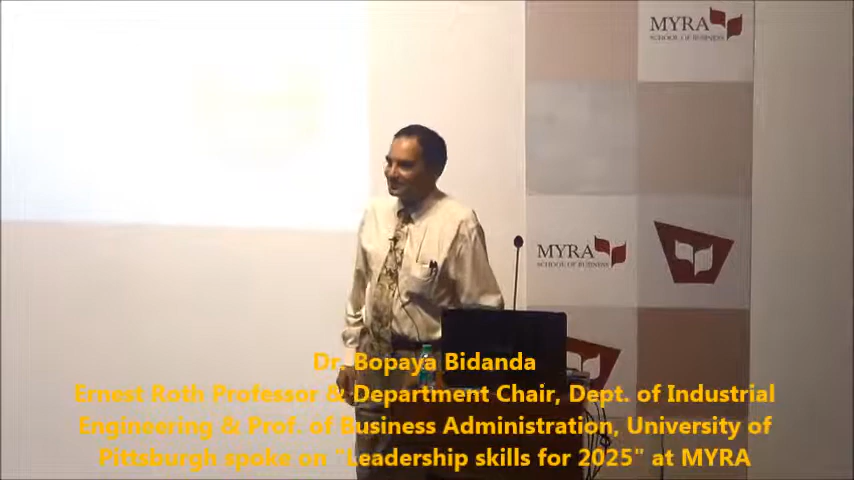 MYRA
SCHOOL OF BUSINESS
MYRA
SCHOOL OF BUSINESS
Dr. Bopaya Bidanda
Ernest Roth Professor & Department Chair, Dept. of Industrial
Engineering & Prof. of Business Administration, University of
Pittsburgh spoke on "Leadership skills for 2025" at MYRA